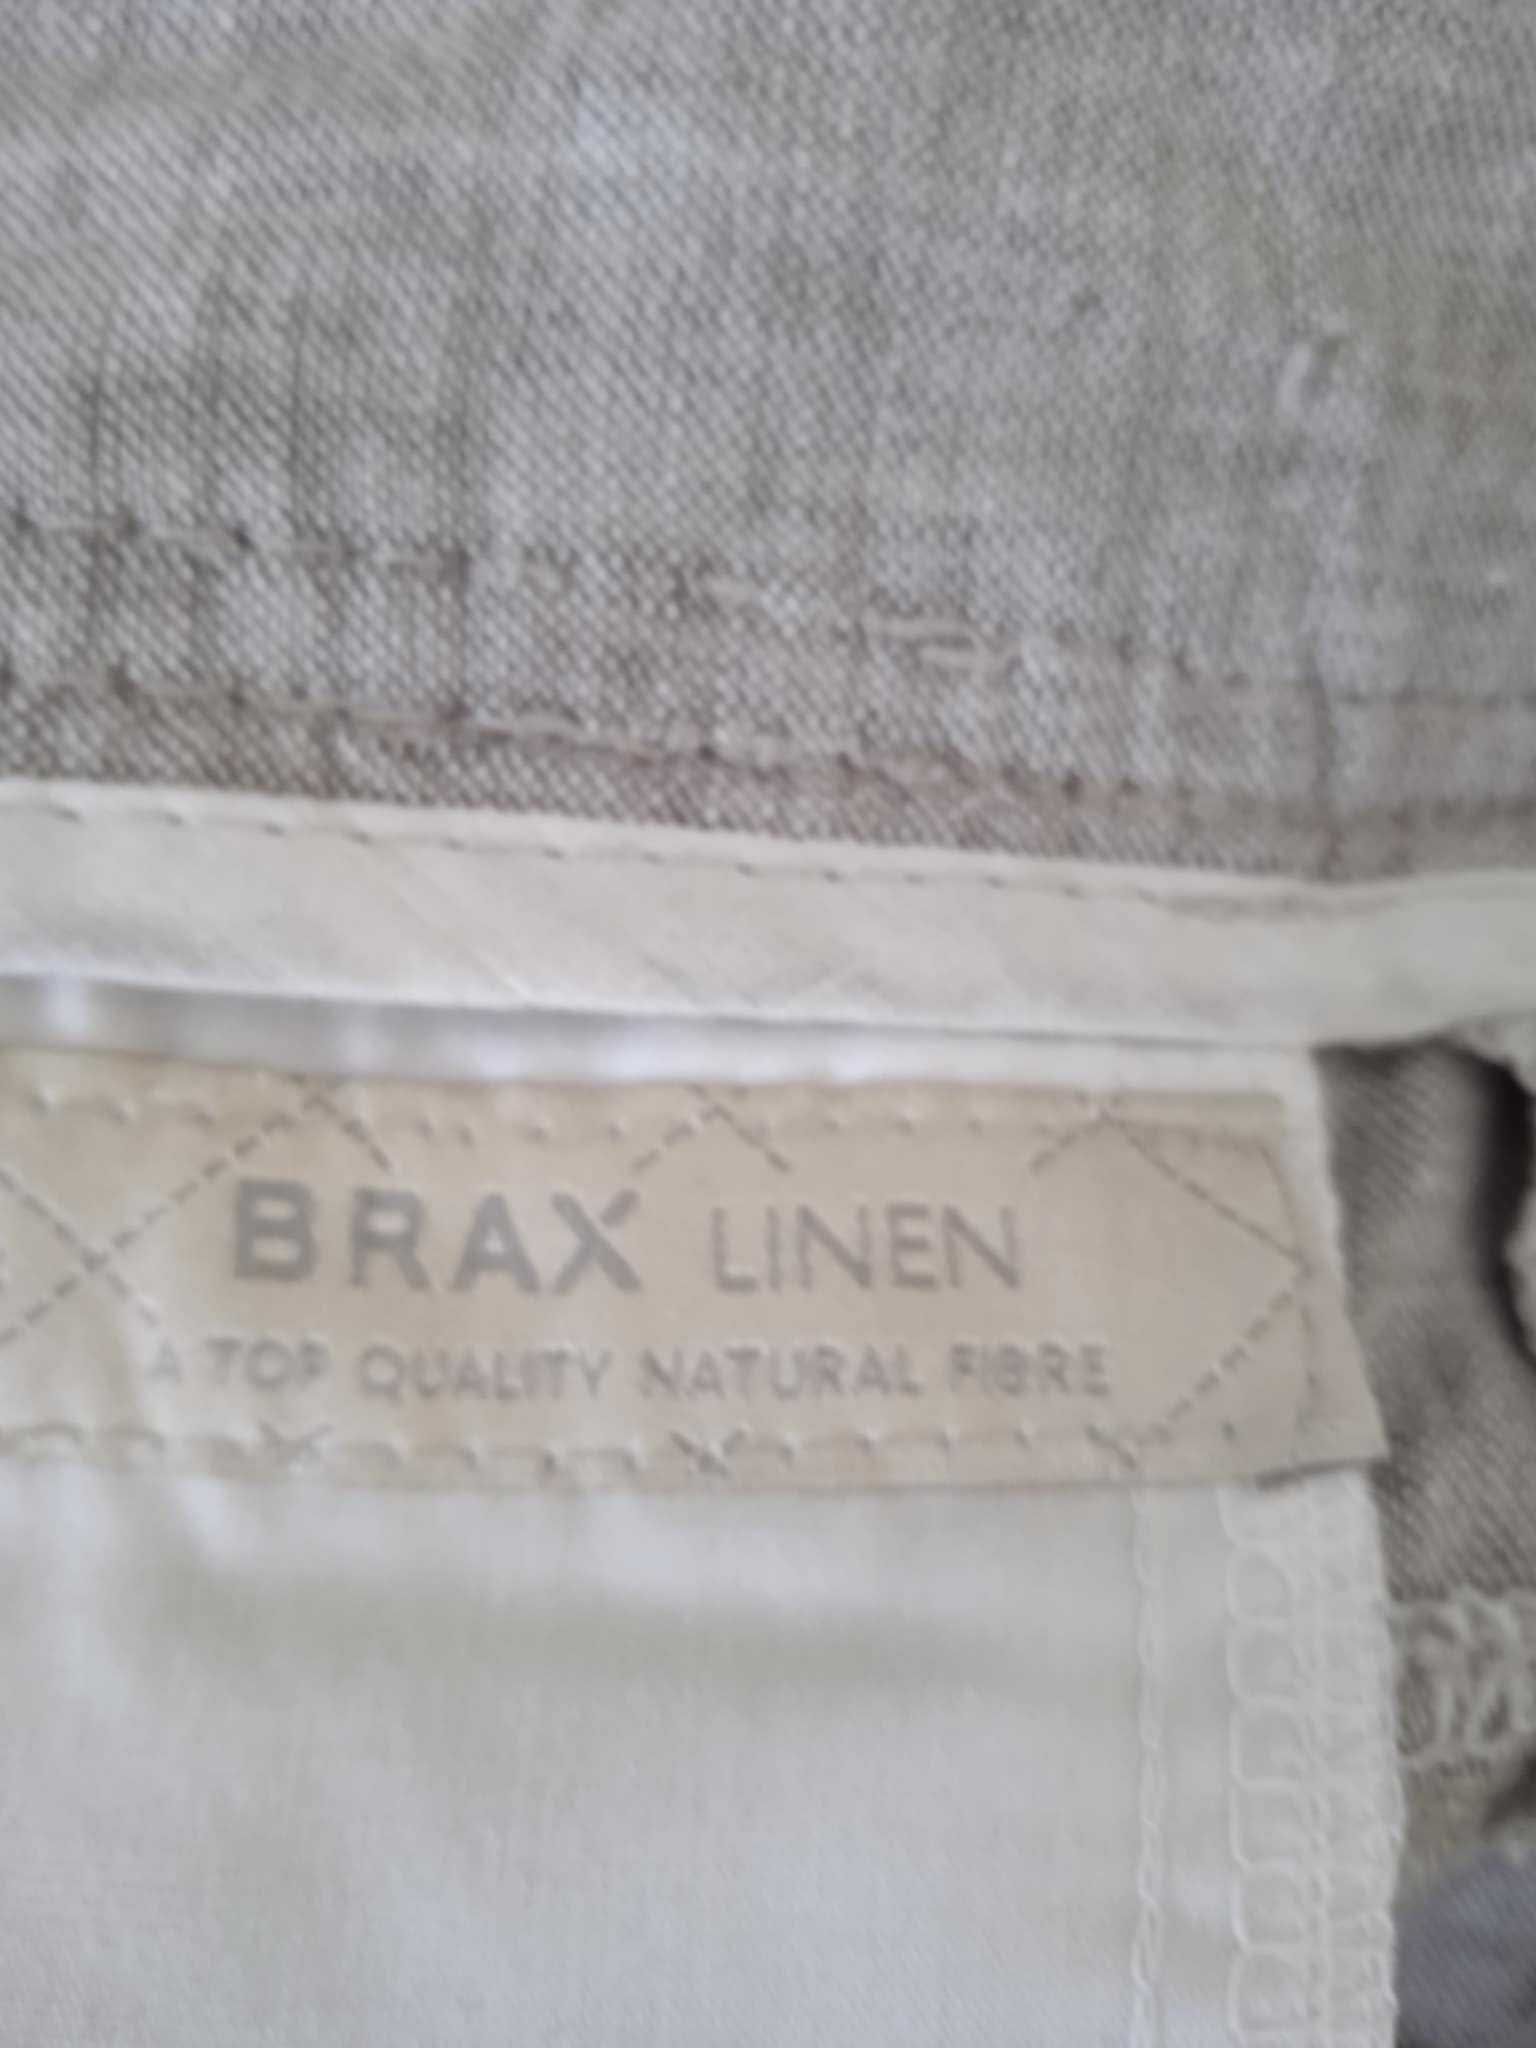 BRAX LINEN
A TOP QUALITY NATURAL FIBRE